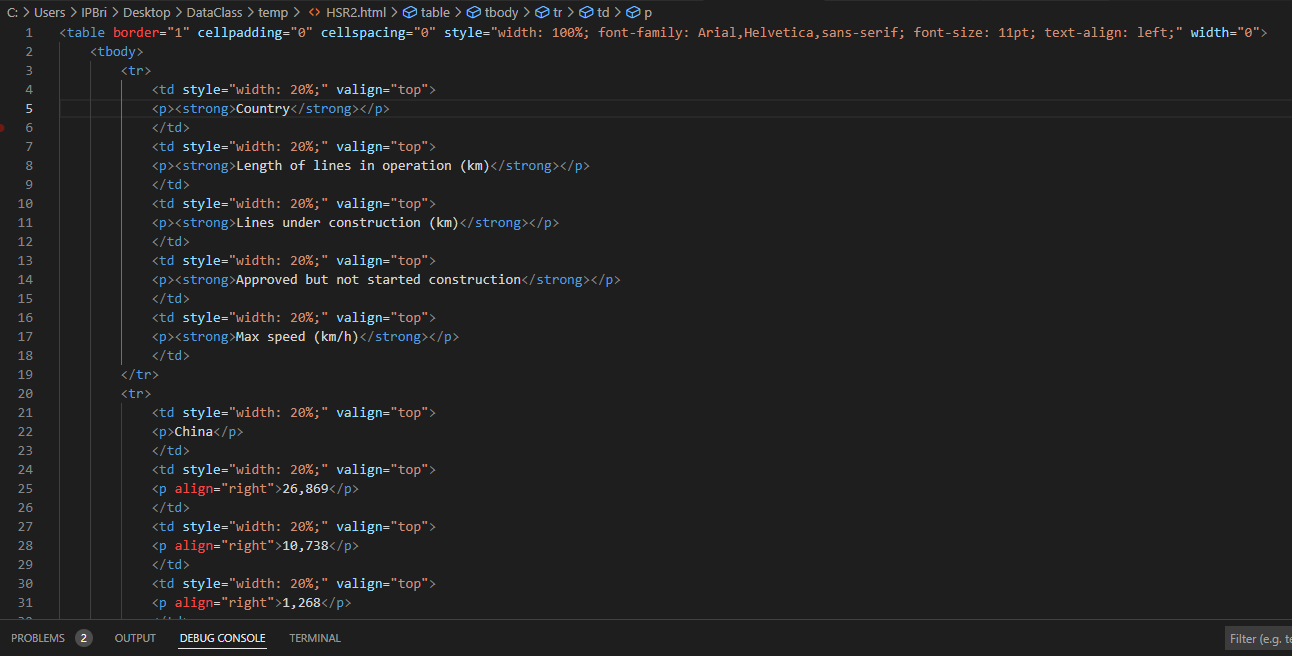 C: > Users > IPBri > Desktop > DataClass > temp > <> HSR2.html > table > tbody > tr > td > p
1 <table border="1" cellpadding="0" cellspacing="0" style="width: 100%; font-family: Arial,Helvetica,sans-serif; font-size: 11pt; text-align: left;" width="0">
2 <tbody>
3 <tr>
4 <td style="width: 20%;" valign="top">
5 <p><strong>Country</strong></p>
6 </td>
7 <td style="width: 20%;" valign="top">
8 <p><strong>Length of lines in operation (km)</strong></p>
9 </td>
10 <td style="width: 20%;" valign="top">
11 <p><strong>Lines under construction (km)</strong></p>
12 </td>
13 <td style="width: 20%;" valign="top">
14 <p><strong>Approved but not started construction</strong></p>
15 </td>
16 <td style="width: 20%;" valign="top">
17 <p><strong>Max speed (km/h)</strong></p>
18 </td>
19 </tr>
20 <tr>
21 <td style="width: 20%;" valign="top">
22 <p>China</p>
23 </td>
24 <td style="width: 20%;" valign="top">
25 <p align="right">26,869</p>
26 </td>
27 <td style="width: 20%;" valign="top">
28 <p align="right">10,738</p>
29 </td>
30 <td style="width: 20%;" valign="top">
31 <p align="right">1,268</p>
PROBLEMS 2 OUTPUT DEBUG CONSOLE TERMINAL Filter (e.g. te